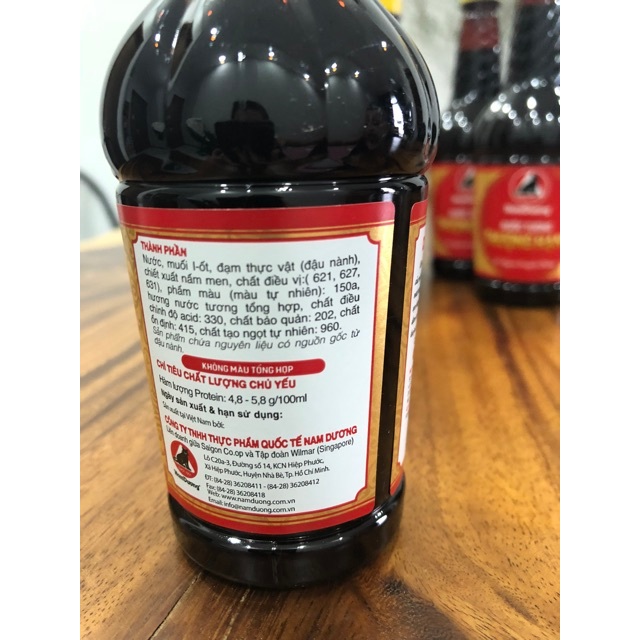 THÀNH PHẦN
Nước, muối I-ốt, đạm thực vật (đậu nành),
chiết xuất nấm men, chất điều vị:( 621, 627,
631), phẩm màu (màu tự nhiên): 150a,
hương nước tương tổng hợp, chất điều
chỉnh độ acid: 330, chất bảo quản: 202, chất
ổn định: 415, chất tạo ngọt tự nhiên: 960.
Sản phẩm chứa nguyên liệu có nguồn gốc từ
đậu nành.
KHÔNG MÀU TỔNG HỢP
CHỈ TIÊU CHẤT LƯỢNG CHỦ YẾU
Hàm lượng Protein: 4,8 - 5,8 g/100ml
Ngày sản xuất & hạn sử dụng:
Sản xuất tại Việt Nam bởi:
CÔNG TY TNHH THỰC PHẨM QUỐC TẾ NAM DƯƠNG
Liên doanh giữa Saigon Co.op và Tập đoàn Wilmar (Singapore)
Lô C20a-3, Đường số 14, KCN Hiệp Phước,
Xã Hiệp Phước, Huyện Nhà Bè, Tp. Hồ Chí Minh.
ĐT: (84-28) 36208411 - (84-28) 36208412
Fax: (84-28) 36208418
Web: www.namduong.com.vn
Email: info@namduong.com.vn
NamDuong